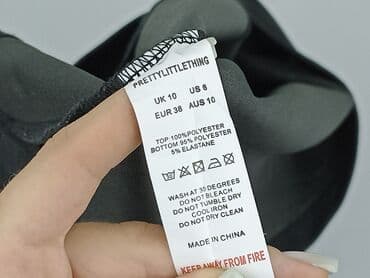 PRETTYLITTLETHING
UK 10 US 6
EUR 38 AUS 10
TOP:100%POLYESTER
BOTTOM 95% POLYESTER
5% ELASTANE
WASH AT 30 DEGREES
DO NOT BLEACH
DO NOT TUMBLE DRY
COOL IRON
DO NOT DRY CLEAN
MADE IN CHINA
KEEP AWAY FROM FIRE